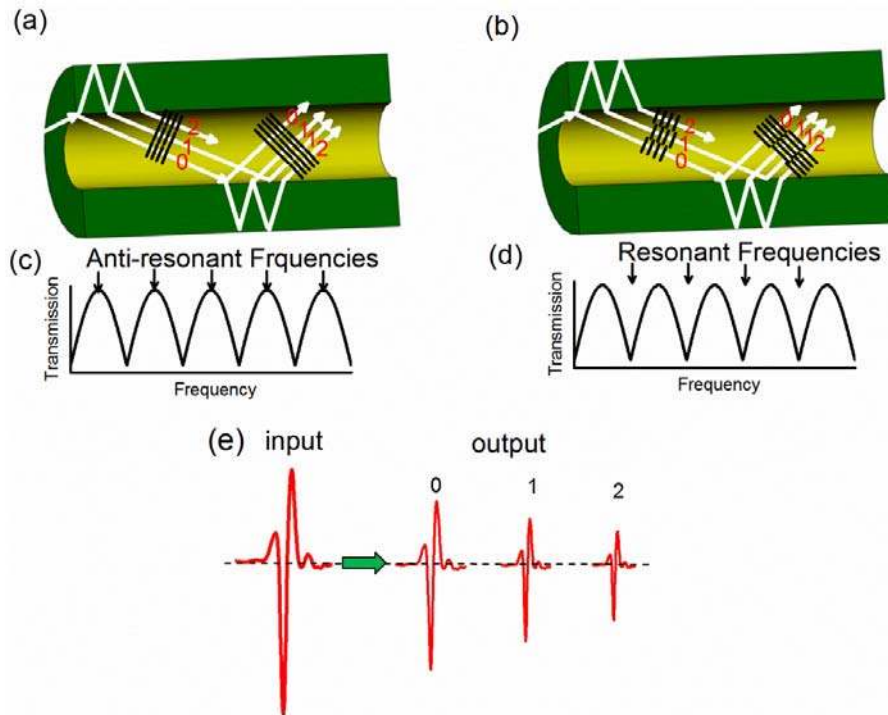 (a)
2
1
0
0
1
1
2
(b)
2
1
0
0
1
1
2
(c)
Anti-resonant Frquencies
Transmission
Frequency
(d)
Resonant Frequencies
Transmission
Frequency
(e)
input
output
0
1
2